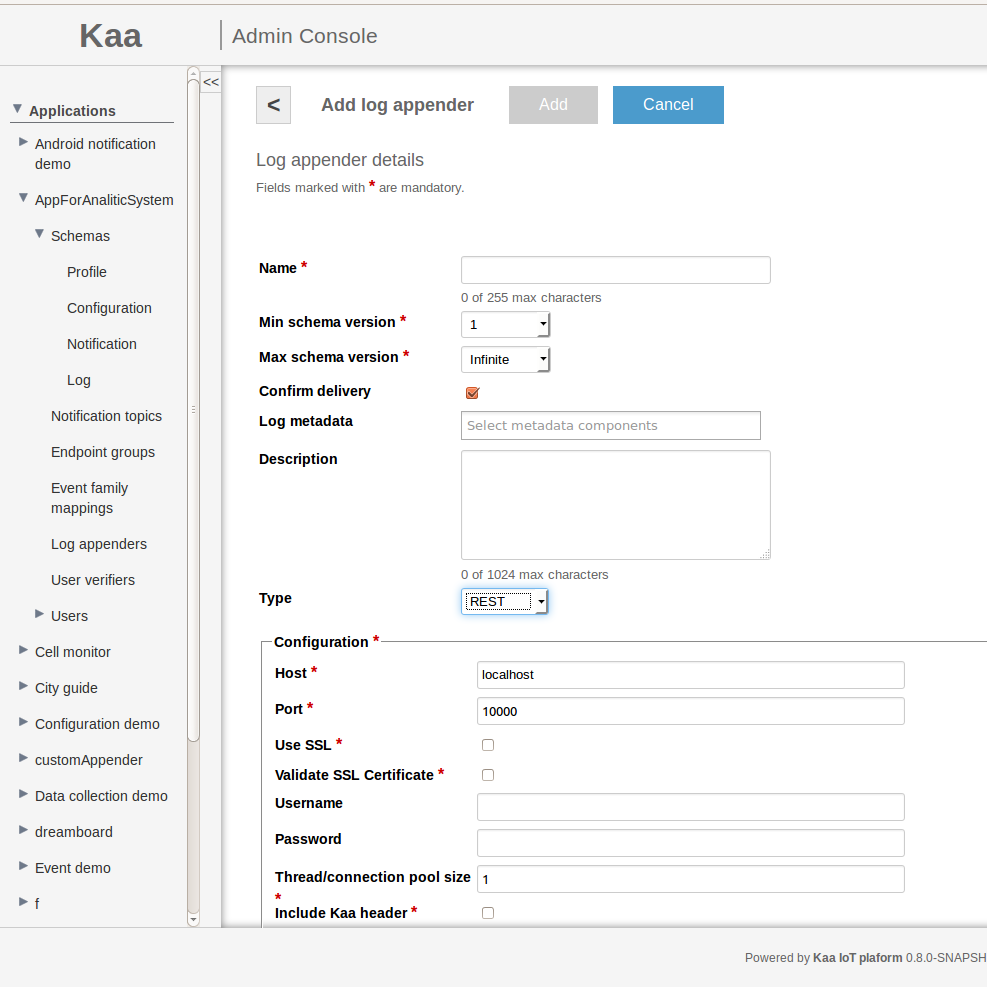 Kaa
Admin Console
<<
Applications
Android notification
demo
AppForAnaliticSystem
Schemas
Profile
Configuration
Notification
Log
Notification topics
Endpoint groups
Event family
mappings
Log appenders
User verifiers
Users
Cell monitor
City guide
Configuration demo
customAppender
Data collection demo
dreamboard
Event demo
f
< Add log appender Add Cancel
Log appender details
Fields marked with * are mandatory.
Name *
0 of 255 max characters
Min schema version * 1
Max schema version * Infinite
Confirm delivery
Log metadata Select metadata components
Description
0 of 1024 max characters
Type REST
Configuration *
Host * localhost
Port * 10000
Use SSL *
Validate SSL Certificate *
Username
Password
Thread/connection pool size 1
*
Include Kaa header *
Powered by Kaa IoT plaform 0.8.0-SNAPSH